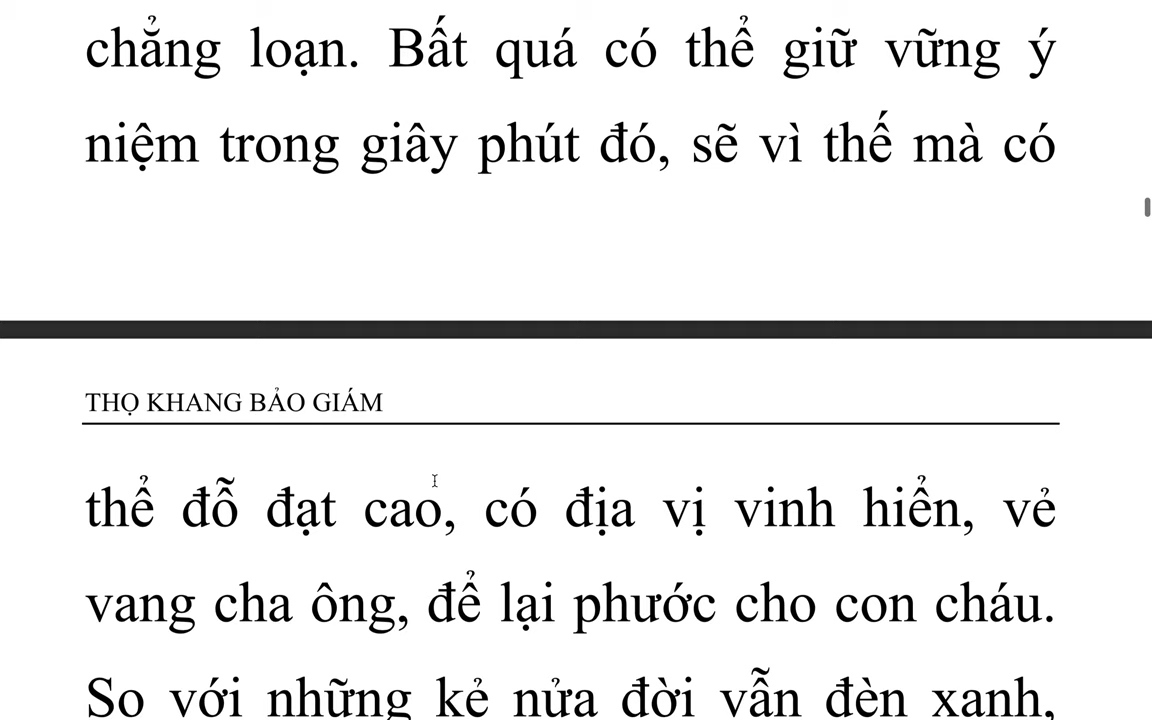 chẳng loạn. Bất quá có thể giữ vững ý
niệm trong giây phút đó, sẽ vì thế mà có
THỌ KHANG BẢO GIÁM
thể đỗ đạt cao, có địa vị vinh hiển, vẻ
vang cha ông, để lại phước cho con cháu.
So với những kẻ nửa đời vẫn đèn xanh,